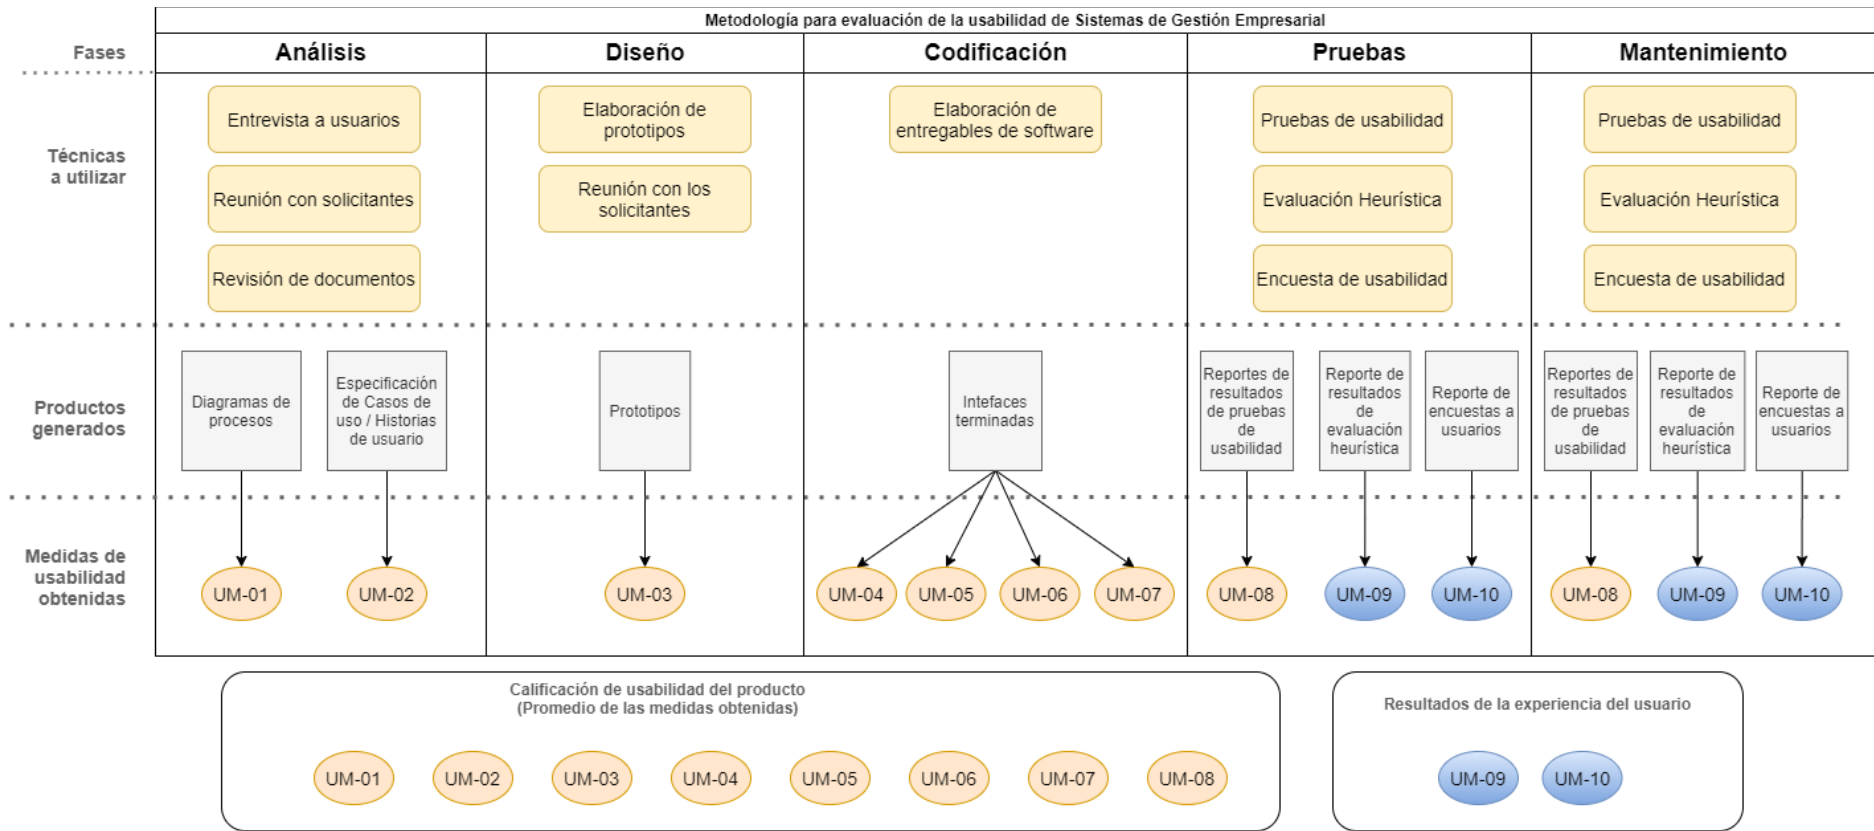 Metodología para evaluación de la usabilidad de Sistemas de Gestión Empresarial
Fases
Análisis
Diseño
Codificación
Pruebas
Mantenimiento
Técnicas
a utilizar
Entrevista a usuarios
Reunión con solicitantes
Revisión de documentos
Elaboración de
prototipos
Reunión con los
solicitantes
Elaboración de
entregables de software
Pruebas de usabilidad
Evaluación Heurística
Encuesta de usabilidad
Pruebas de usabilidad
Evaluación Heurística
Encuesta de usabilidad
Productos
generados
Diagramas de
procesos
Especificación
de Casos de
uso / Historias
de usuario
Prototipos
Intefaces
terminadas
Reportes de
resultados
de pruebas
de
usabilidad
Reporte de
resultados
de
evaluación
heurística
Reporte de
encuestas a
usuarios
Reportes de
resultados
de pruebas
de
usabilidad
Reporte de
resultados
de
evaluación
heurística
Reporte de
encuestas a
usuarios
Medidas de
usabilidad
obtenidas
UM-01
UM-02
UM-03
UM-04
UM-05
UM-06
UM-07
UM-08
UM-09
UM-10
UM-08
UM-09
UM-10
Calificación de usabilidad del producto
(Promedio de las medidas obtenidas)
UM-01
UM-02
UM-03
UM-04
UM-05
UM-06
UM-07
UM-08
Resultados de la experiencia del usuario
UM-09
UM-10